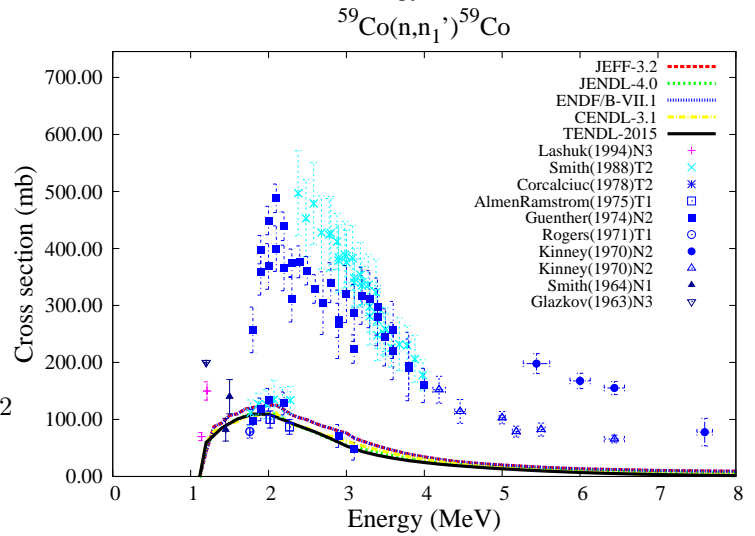 ⁵⁹Co(n,n₁')⁵⁹Co
Cross section (mb)
700.00
600.00
500.00
400.00
300.00
200.00
100.00
0.00
JEFF-3.2
JENDL-4.0
ENDF/B-VII.1
CENDL-3.1
TENDL-2015
Lashuk(1994)N3
Smith(1988)T2
Corcalciuc(1978)T2
AlmenRamstrom(1975)T1
Guenther(1974)N2
Rogers(1971)T1
Kinney(1970)N2
Kinney(1970)N2
Smith(1964)N1
Glazkov(1963)N3
2
0 1 2 3 4 5 6 7 8
Energy (MeV)